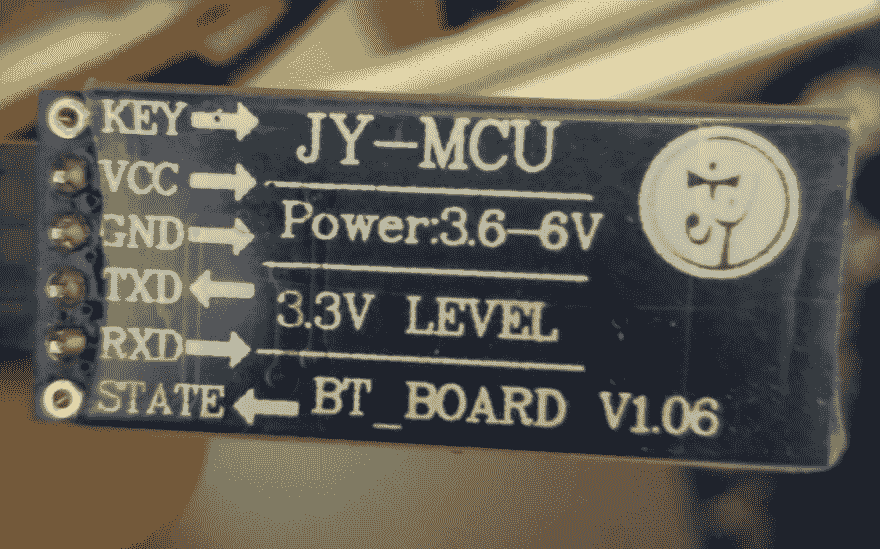 KEY
VCC
GND
TXD
RXD
STATE
JY-MCU
Power:3.6-6V
3.3V LEVEL
BT_BOARD V1.06